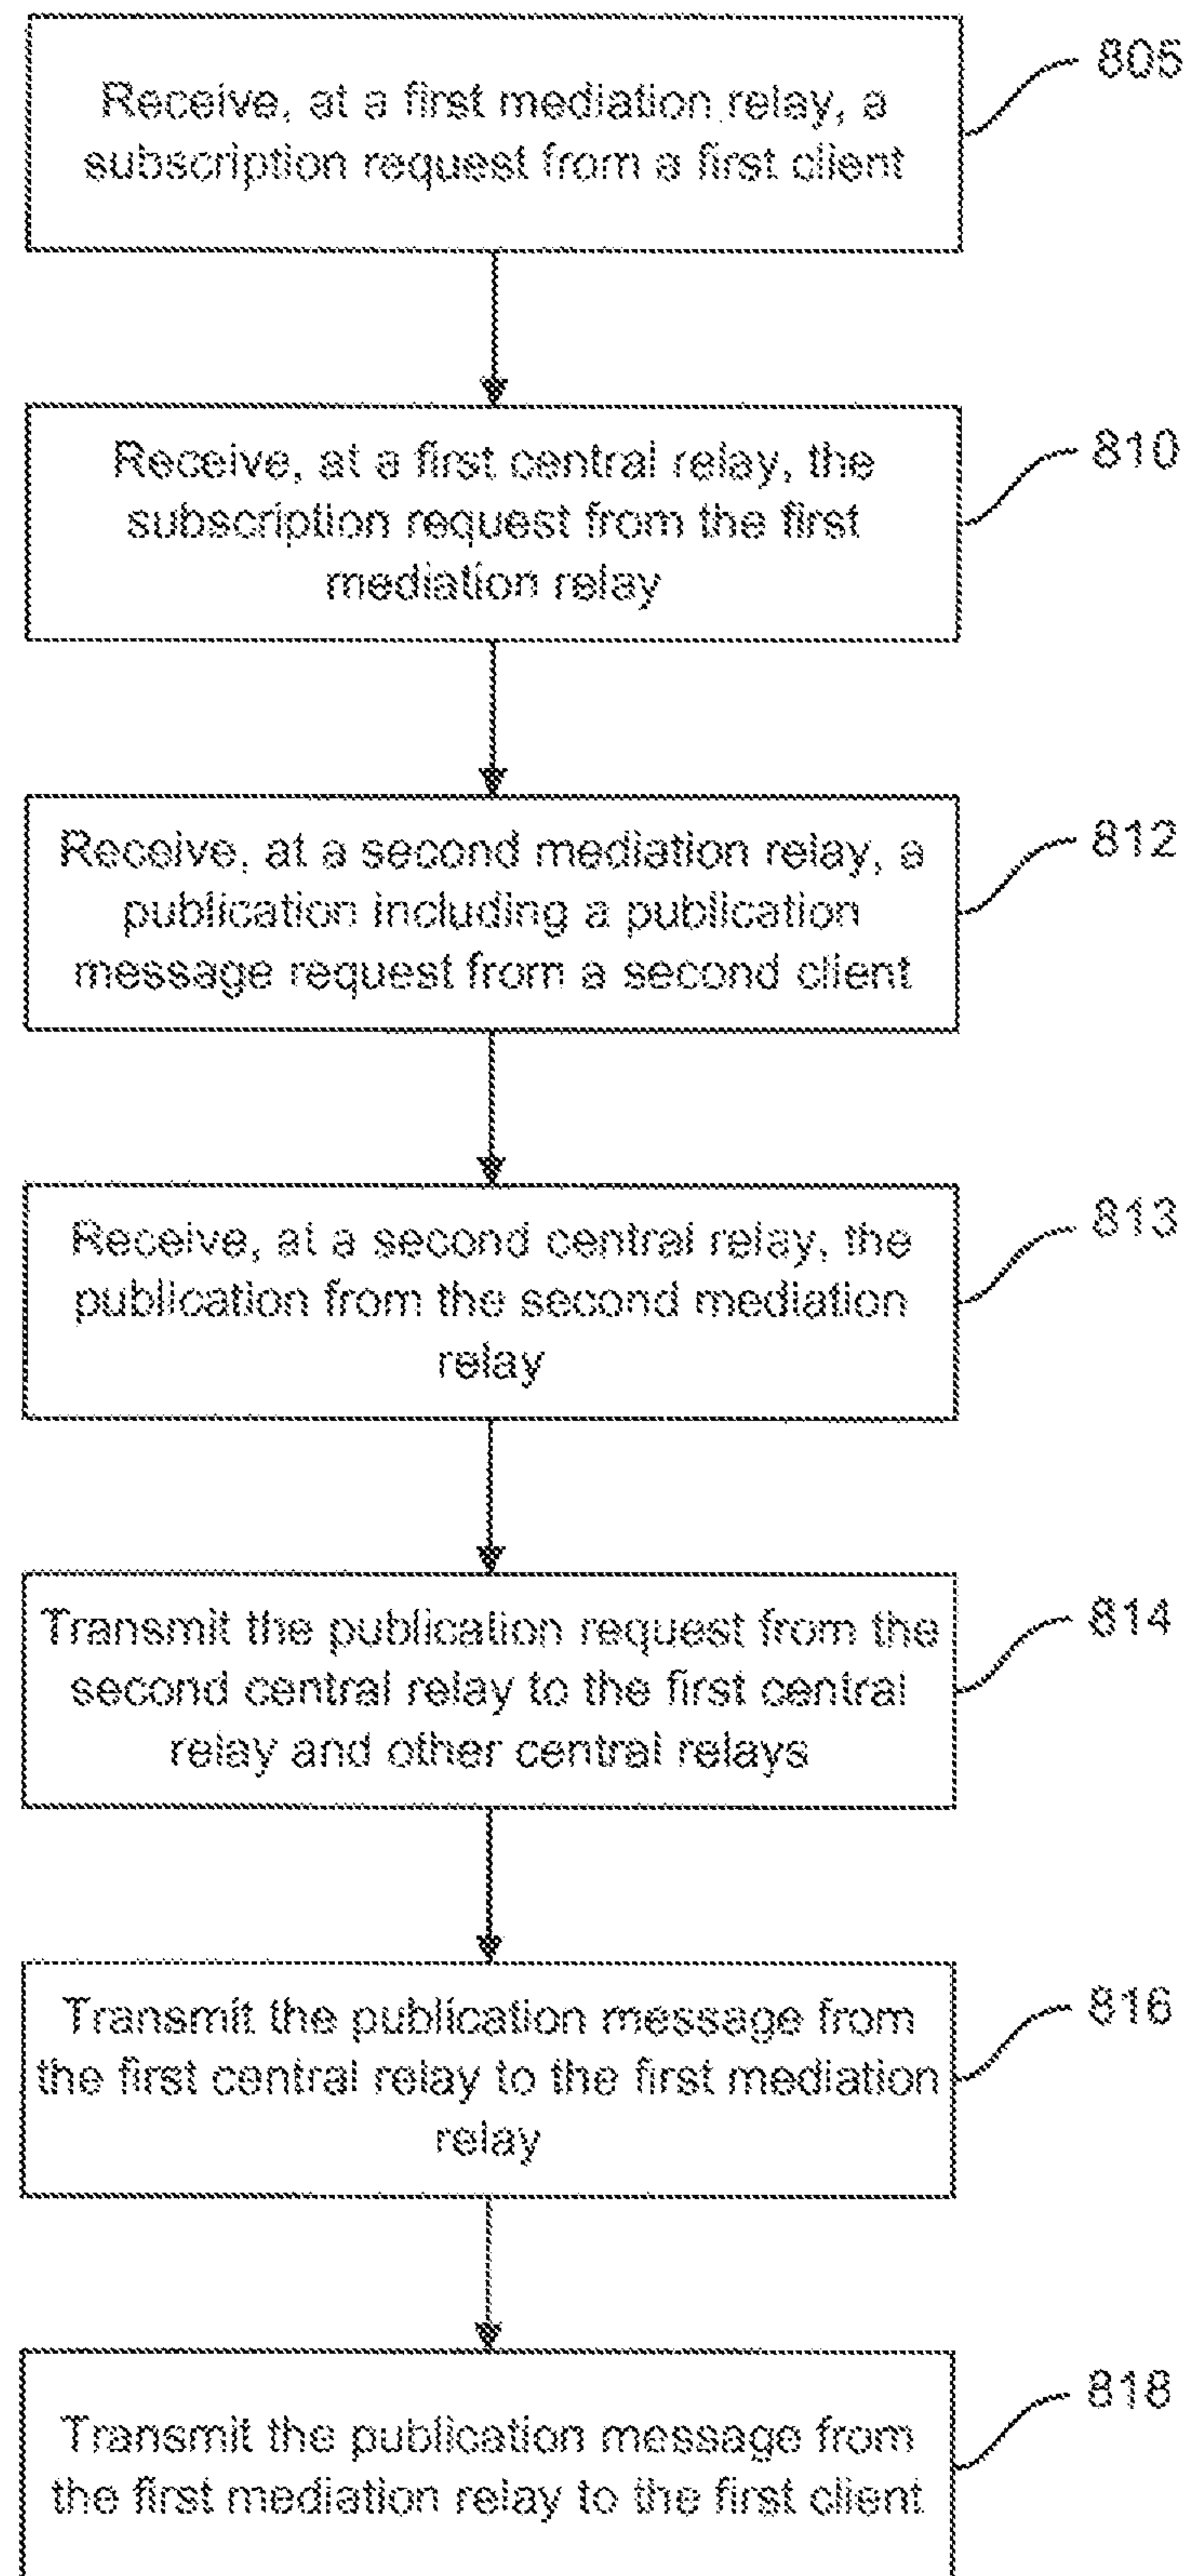 Receive, at a first mediation relay, a
subscription request from a first client
805
Receive, at a first central relay, the
subscription request from the first
mediation relay
810
Receive, at a second mediation relay, a
publication including a publication
message request from a second client
812
Receive, at a second central relay, the
publication from the second mediation
relay
813
Transmit the publication request from the
second central relay to the first central
relay and other central relays
814
Transmit the publication message from
the first central relay to the first mediation
relay
816
Transmit the publication message from
the first mediation relay to the first client
818